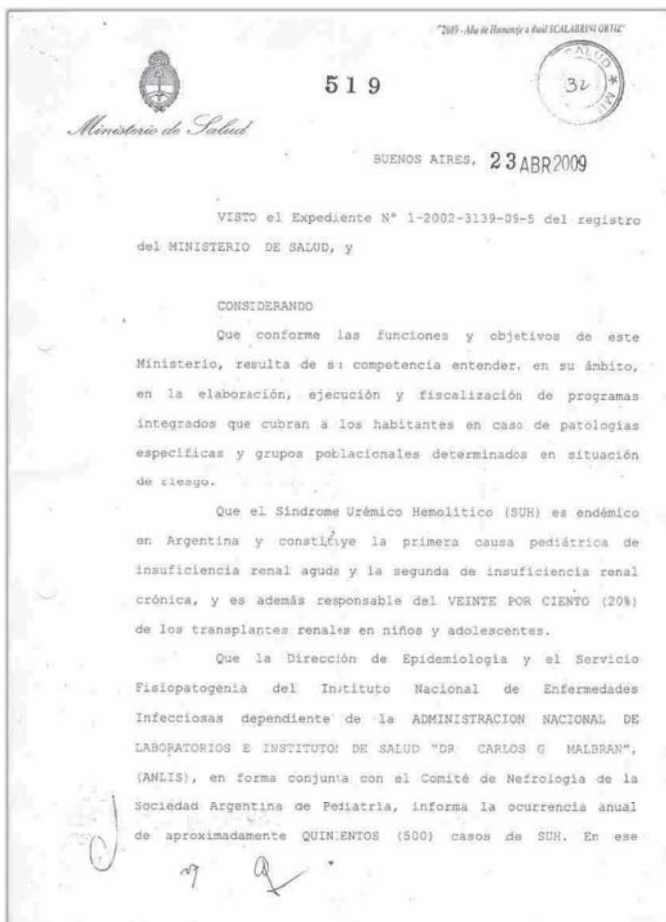 "2009 - Año de Homenaje a Raúl SCALABRINI ORTIZ"
519
SALUD ★ MI
32
Ministerio de Salud
BUENOS AIRES, 23 ABR 2009
VISTO el Expediente Nº 1-2002-3139-09-5 del registro
del MINISTERIO DE SALUD, y
CONSIDERANDO
Que conforme las funciones y objetivos de este
Ministerio, resulta de su competencia entender, en su ámbito,
en la elaboración, ejecución y fiscalización de programas
integrados que cubran a los habitantes en caso de patologías
especificas y grupos poblacionales determinados en situación
de riesgo.
Que el Síndrome Urémico Hemolítico (SUH) es endémico
en Argentina y constituye la primera causa pediátrica de
insuficiencia renal aguda y la segunda de insuficiencia renal
crónica, y es además responsable del VEINTE POR CIENTO (20%)
de los transplantes renales en niños y adolescentes.
Que la Dirección de Epidemiología y el Servicio
Fisiopatogenia del Instituto Nacional de Enfermedades
Infecciosas dependiente de la ADMINISTRACION NACIONAL DE
LABORATORIOS E INSTITUTOS DE SALUD "DR CARLOS G MALBRAN",
(ANLIS), en forma conjunta con el Comité de Nefrología de la
Sociedad Argentina de Pediatría, informa la ocurrencia anual
de aproximadamente QUINIENTOS (500) casos de SUH. En ese